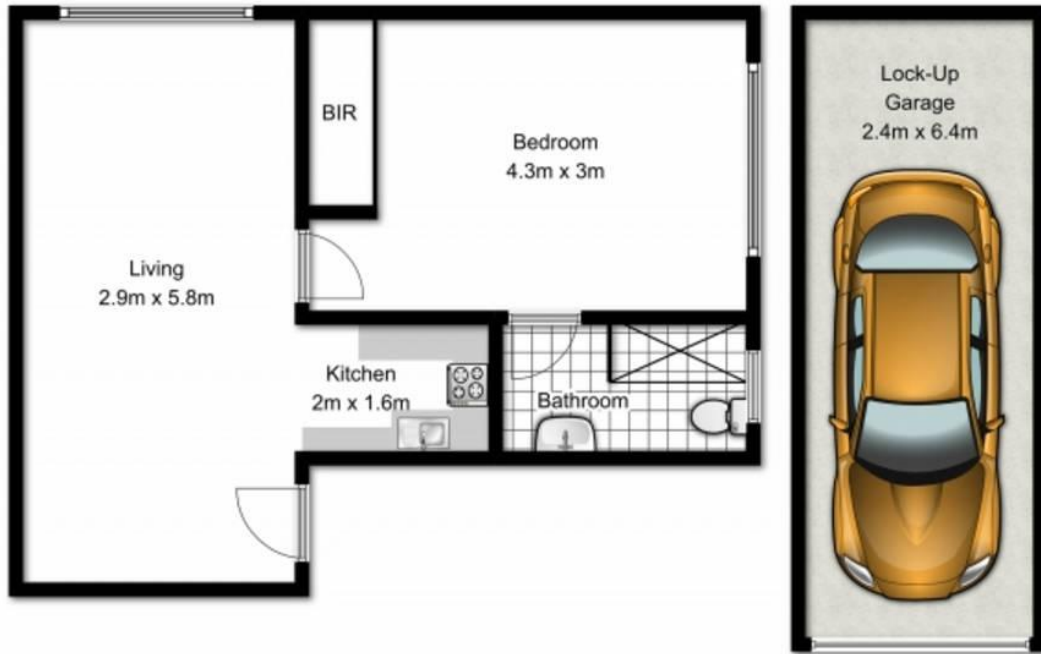 BIR
Bedroom
4.3m x 3m
Living
2.9m x 5.8m
Kitchen
2m x 1.6m
Bathroom
Lock-Up
Garage
2.4m x 6.4m